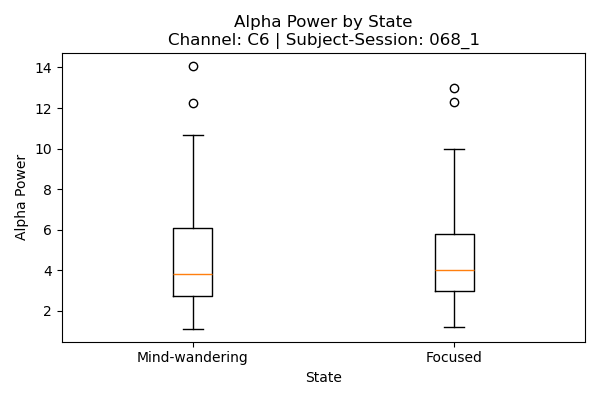 Alpha Power by State
Channel: C6 | Subject-Session: 068_1
14
12
10
8
6
4
2
Alpha Power
Mind-wandering
Focused
State